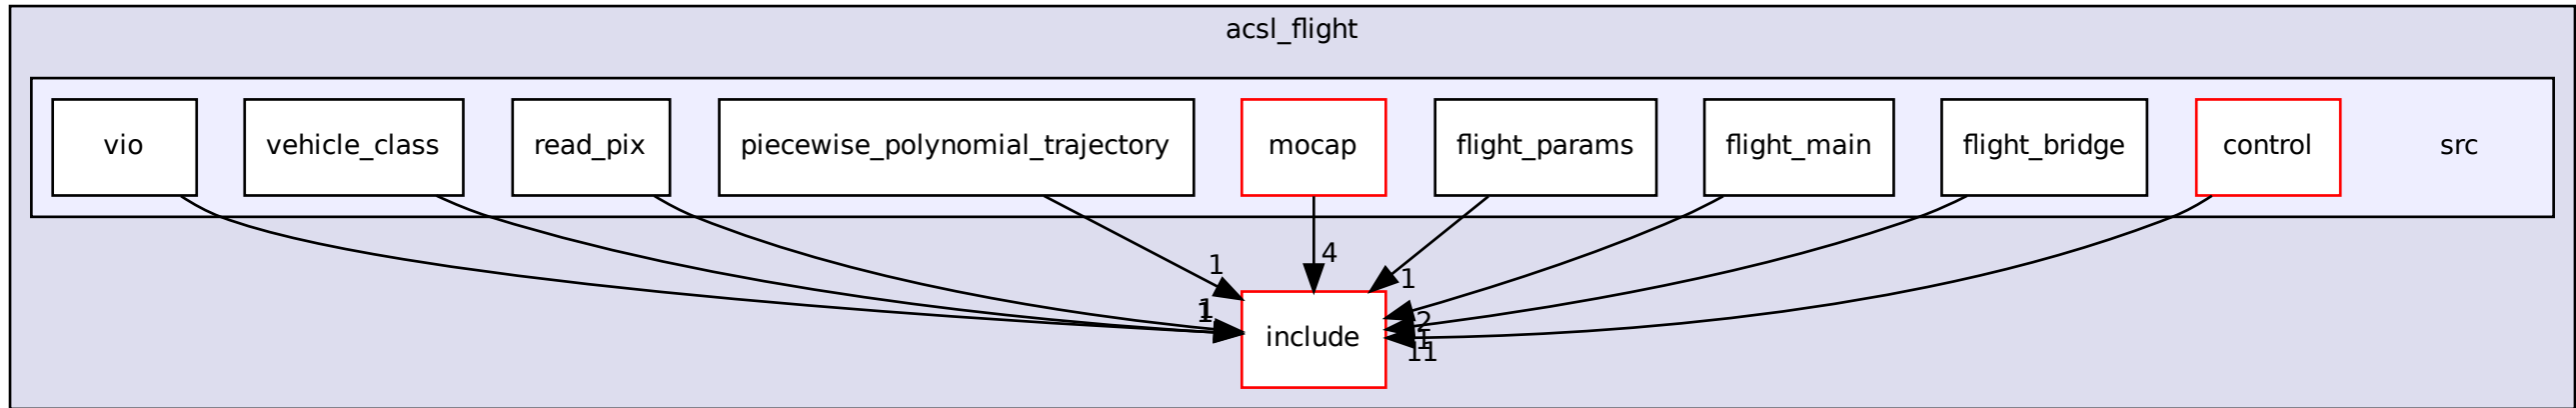 acsl_flight
vio
vehicle_class
read_pix
piecewise_polynomial_trajectory
mocap
flight_params
flight_main
flight_bridge
control
src
1
4
1
1
1
2
1
11
include